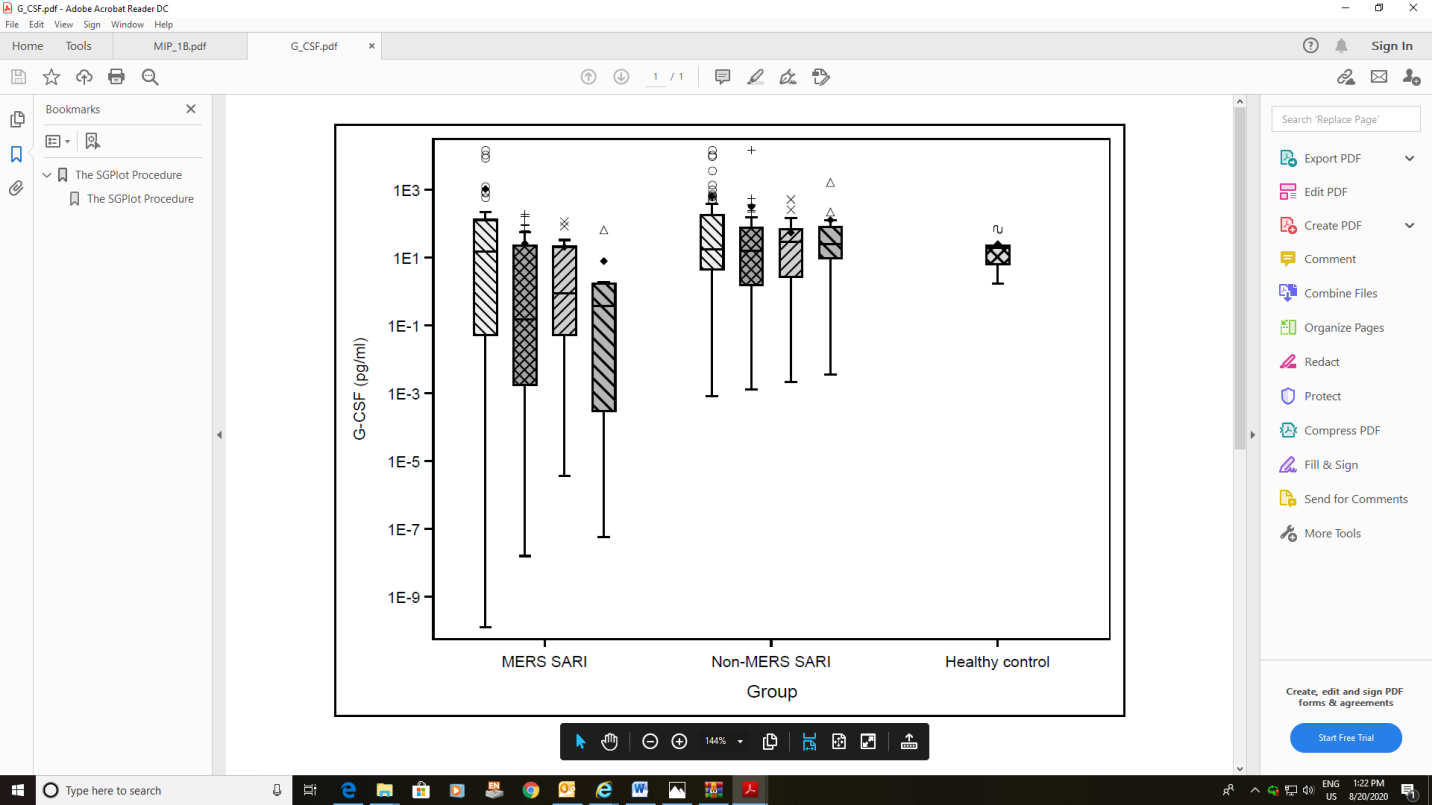 G_CSF.pdf - Adobe Acrobat Reader DC
File Edit View Sign Window Help
Home Tools MIP_1B.pdf G_CSF.pdf × Sign In
1 / 1
Bookmarks
The SGPlot Procedure
The SGPlot Procedure
1E3
1E1
1E-1
1E-3
1E-5
1E-7
1E-9
G-CSF (pg/ml)
MERS SARI Non-MERS SARI Healthy control
Group
144%
Search 'Replace Page'
Export PDF
Edit PDF
Create PDF
Comment
Combine Files
Organize Pages
Redact
Protect
Compress PDF
Fill & Sign
Send for Comments
More Tools
Create, edit and sign PDF
forms & agreements
Start Free Trial
Type here to search
ENG
US
1:22 PM
8/20/2020
1